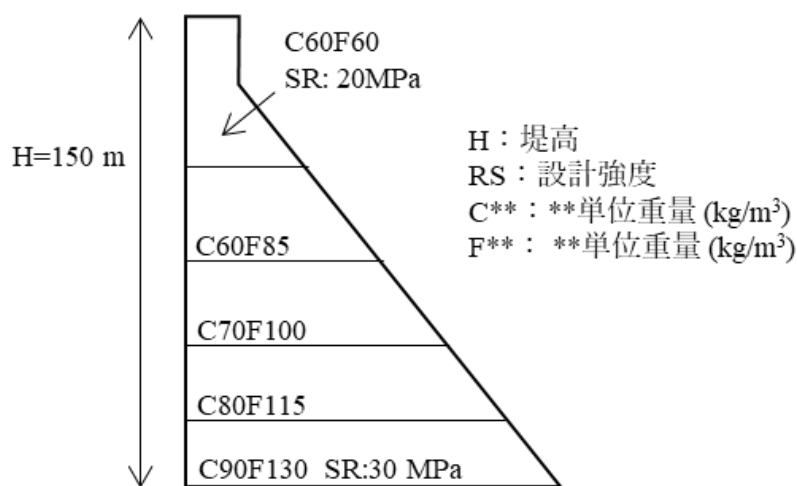 C60F60
SR: 20MPa
H=150 m
H：堤高
RS：設計強度
C**：**単位重量 (kg/m³)
F**： **単位重量 (kg/m³)
C60F85
C70F100
C80F115
C90F130 SR:30 MPa